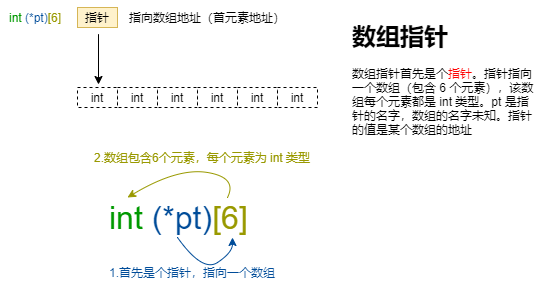 int (*pt)[6] 指针 指向数组地址（首元素地址）
int int int int int int
2.数组包含6个元素，每个元素为 int 类型
int (*pt)[6]
1.首先是个指针，指向一个数组
数组指针
数组指针首先是个指针。指针指向
一个数组（包含 6 个元素），该数
组每个元素都是 int 类型。pt 是指
针的名字，数组的名字未知。指针
的值是某个数组的地址